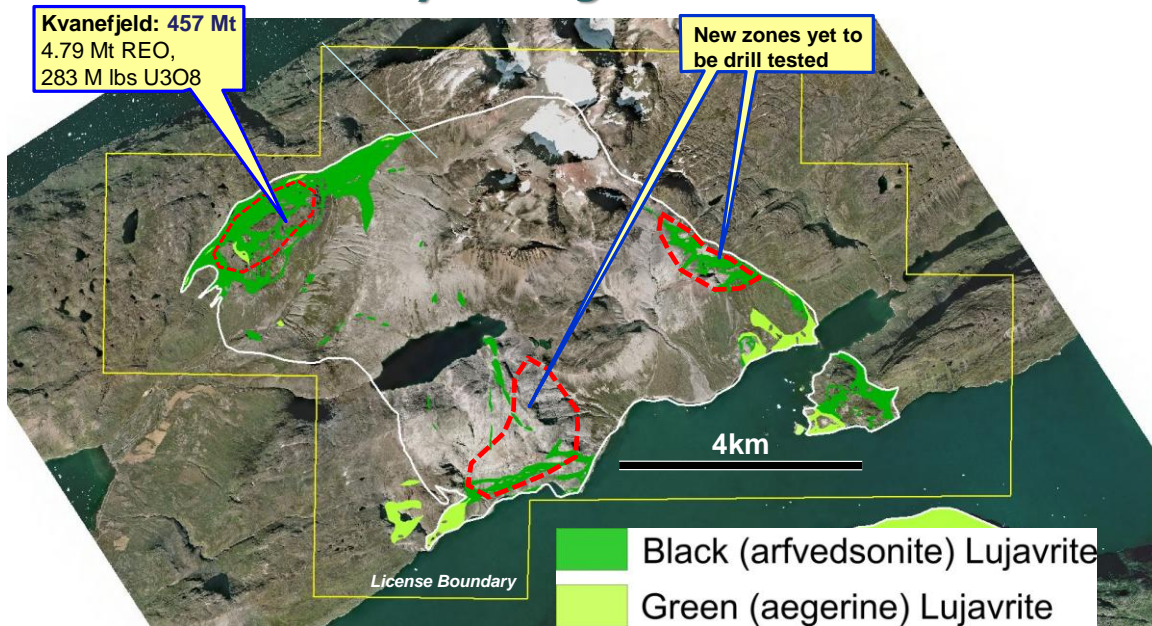 Kvanefjeld: 457 Mt
4.79 Mt REO,
283 M lbs U3O8
New zones yet to
be drill tested
4km
License Boundary
Black (arfvedsonite) Lujavrite
Green (aegerine) Lujavrite